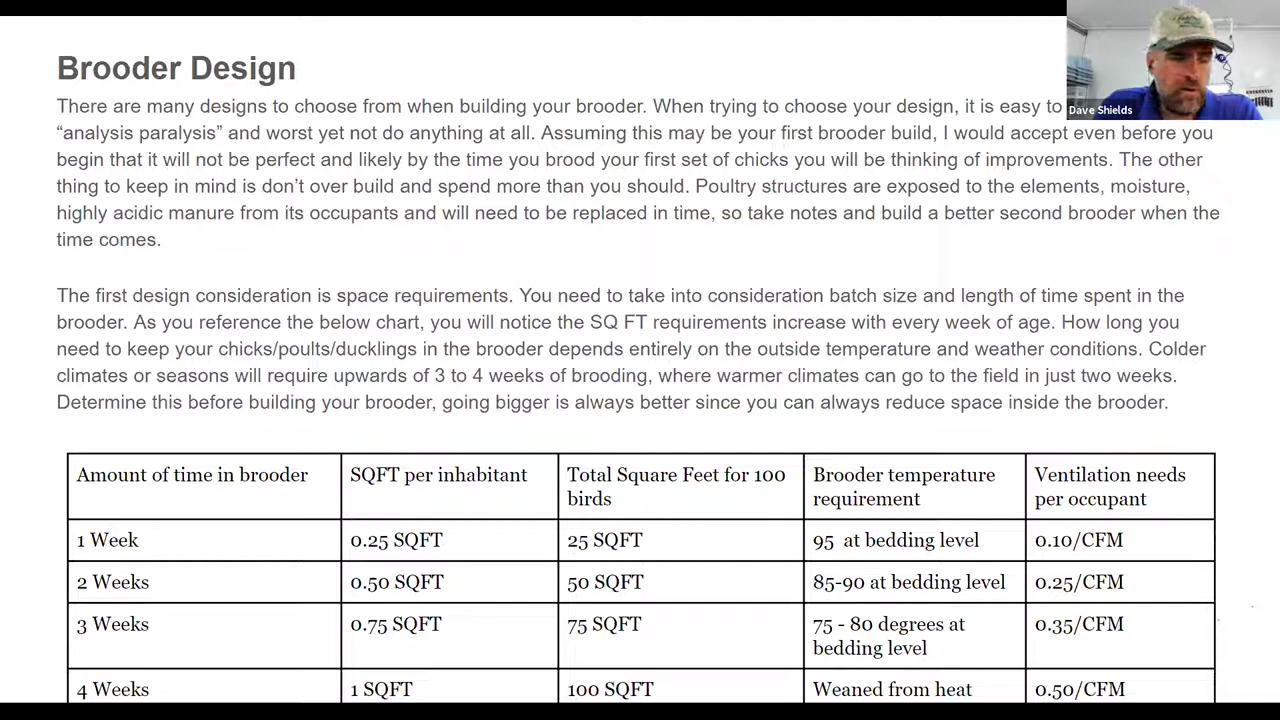 Brooder Design
There are many designs to choose from when building your brooder. When trying to choose your design, it is easy to
Dave Shields
“analysis paralysis” and worst yet not do anything at all. Assuming this may be your first brooder build, I would accept even before you
begin that it will not be perfect and likely by the time you brood your first set of chicks you will be thinking of improvements. The other
thing to keep in mind is don’t over build and spend more than you should. Poultry structures are exposed to the elements, moisture,
highly acidic manure from its occupants and will need to be replaced in time, so take notes and build a better second brooder when the
time comes.
The first design consideration is space requirements. You need to take into consideration batch size and length of time spent in the
brooder. As you reference the below chart, you will notice the SQ FT requirements increase with every week of age. How long you
need to keep your chicks/poults/ducklings in the brooder depends entirely on the outside temperature and weather conditions. Colder
climates or seasons will require upwards of 3 to 4 weeks of brooding, where warmer climates can go to the field in just two weeks.
Determine this before building your brooder, going bigger is always better since you can always reduce space inside the brooder.
Amount of time in brooder SQFT per inhabitant Total Square Feet for 100 Brooder temperature Ventilation needs
birds requirement per occupant
1 Week 0.25 SQFT 25 SQFT 95 at bedding level 0.10/CFM
2 Weeks 0.50 SQFT 50 SQFT 85-90 at bedding level 0.25/CFM
3 Weeks 0.75 SQFT 75 SQFT 75 - 80 degrees at 0.35/CFM
bedding level
4 Weeks 1 SQFT 100 SQFT Weaned from heat 0.50/CFM